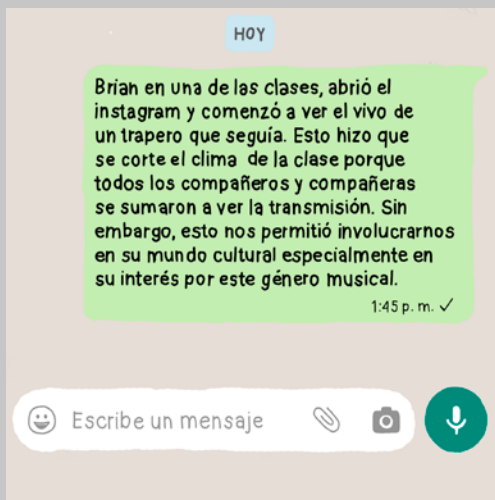 HOY
Brian en una de las clases, abrió el
instagram y comenzó a ver el vivo de
un trapero que seguía. Esto hizo que
se corte el clima de la clase porque
todos los compañeros y compañeras
se sumaron a ver la transmisión. Sin
embargo, esto nos permitió involucrarnos
en su mundo cultural especialmente en
su interés por este género musical.
1:45 p. m.
Escribe un mensaje